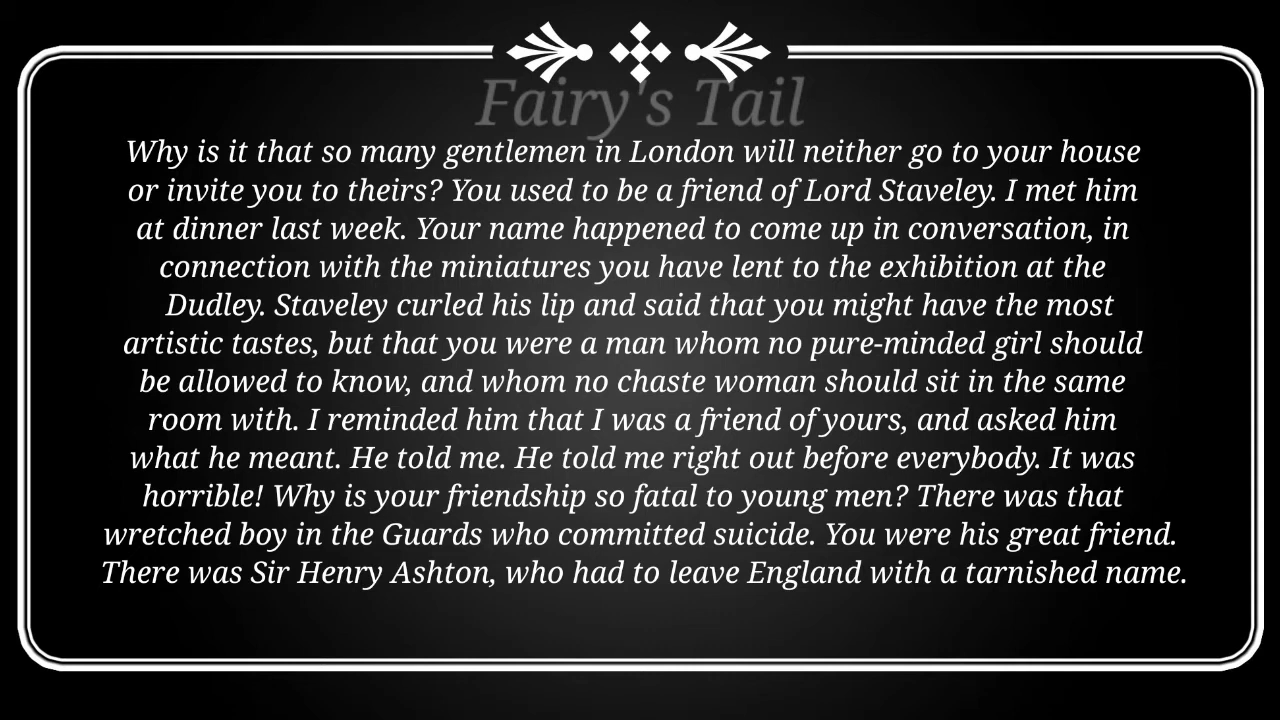 Fairy's Tail
Why is it that so many gentlemen in London will neither go to your house
or invite you to theirs? You used to be a friend of Lord Staveley. I met him
at dinner last week. Your name happened to come up in conversation, in
connection with the miniatures you have lent to the exhibition at the
Dudley. Staveley curled his lip and said that you might have the most
artistic tastes, but that you were a man whom no pure-minded girl should
be allowed to know, and whom no chaste woman should sit in the same
room with. I reminded him that I was a friend of yours, and asked him
what he meant. He told me. He told me right out before everybody. It was
horrible! Why is your friendship so fatal to young men? There was that
wretched boy in the Guards who committed suicide. You were his great friend.
There was Sir Henry Ashton, who had to leave England with a tarnished name.